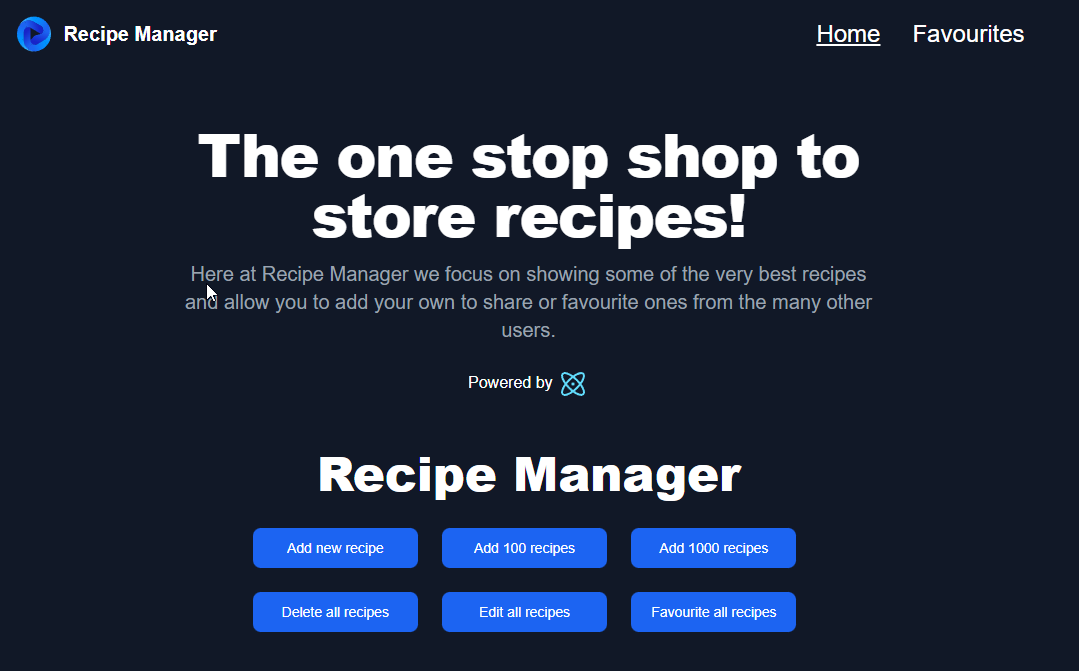 Recipe Manager
Home Favourites
The one stop shop to
store recipes!
Here at Recipe Manager we focus on showing some of the very best recipes
and allow you to add your own to share or favourite ones from the many other
users.
Powered by
Recipe Manager
Add new recipe Add 100 recipes Add 1000 recipes
Delete all recipes Edit all recipes Favourite all recipes